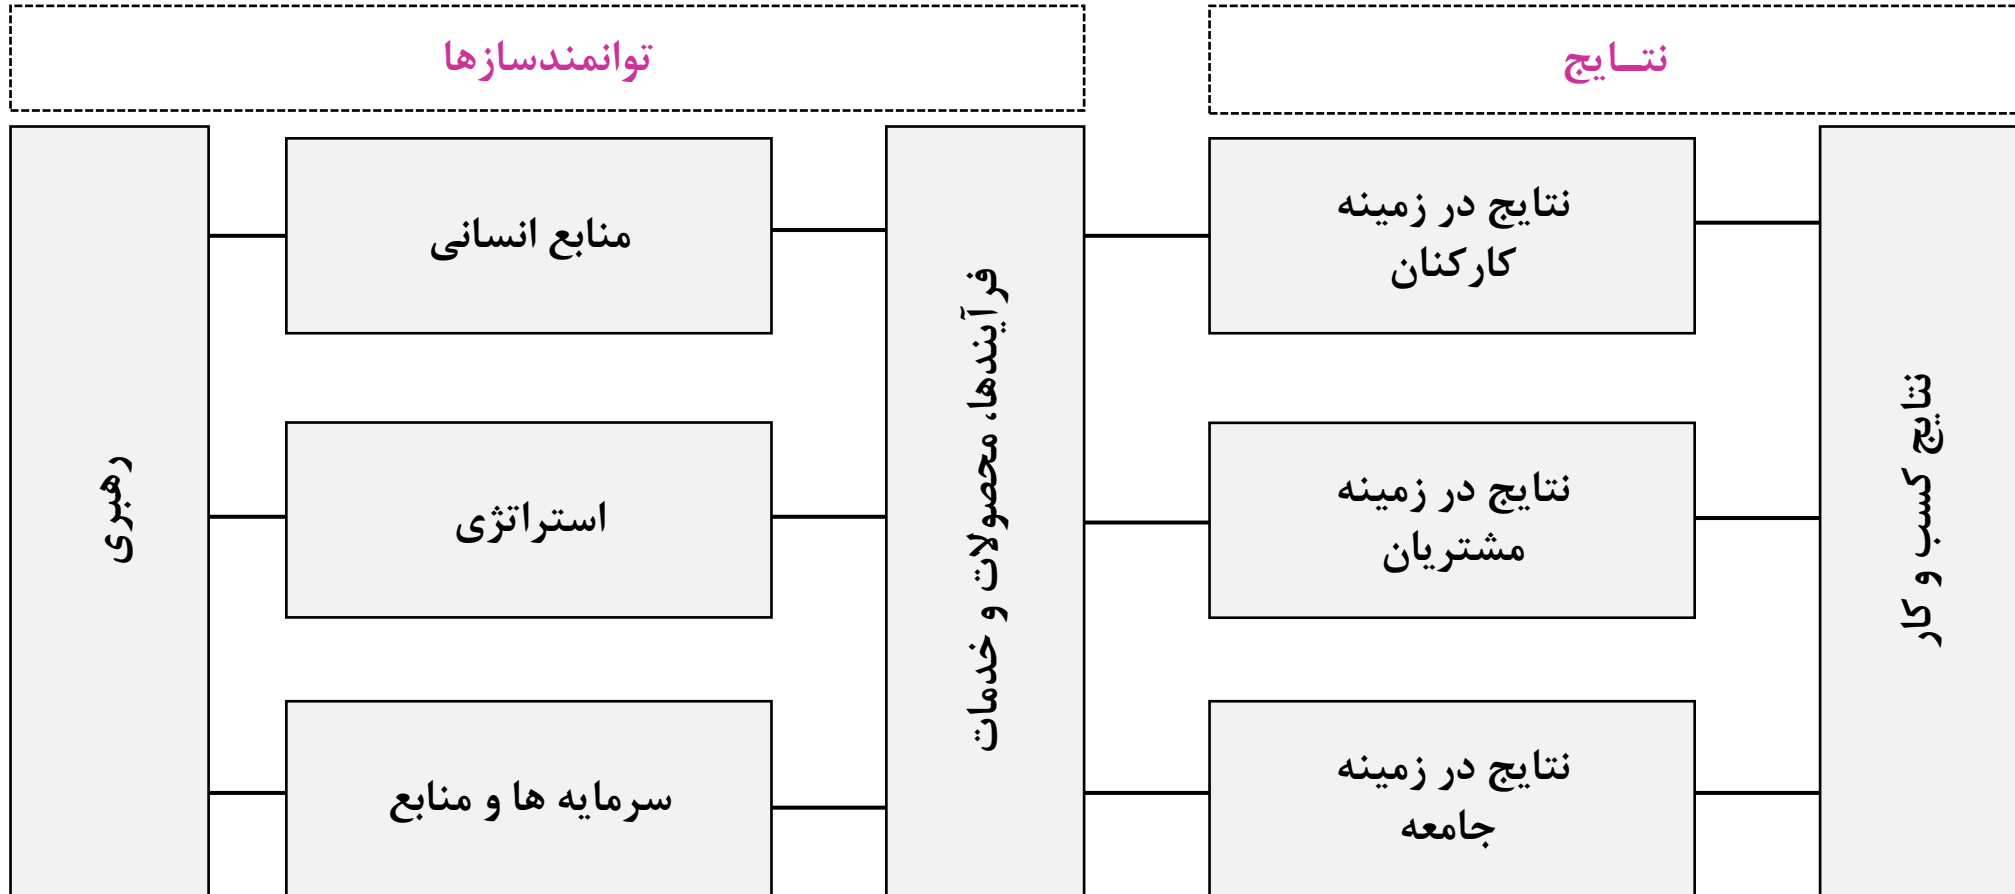 توانمندسازها
نتـــایج
رهبری
منابع انسانی
استراتژی
سرمایه ها و منابع
فرآیندها، محصولات و خدمات
نتایج در زمینه
کارکنان
نتایج در زمینه
مشتریان
نتایج در زمینه
جامعه
نتایج کسب و کار